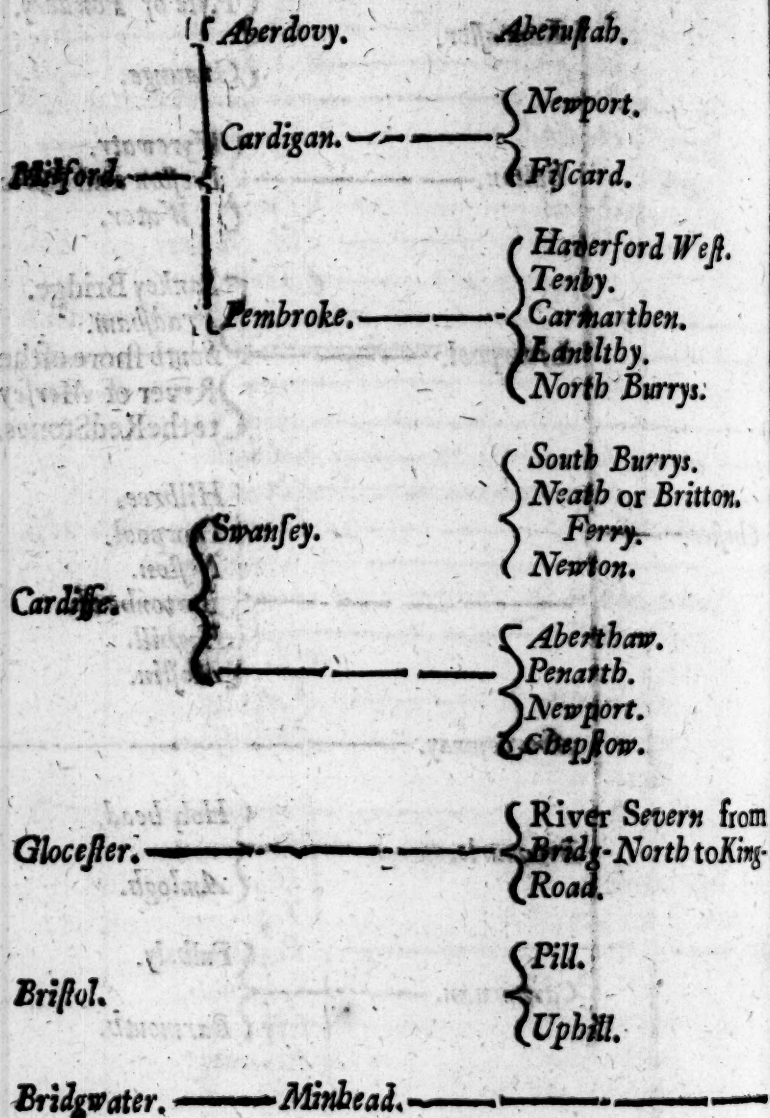 Aberdovy. Aberustah.
Newport.
Cardigan.
Milford. Fiſcard.
Haverford Weſt.
Tenby.
Pembroke. Carmarthen.
Laneltby.
North Burrys.
South Burrys.
Neath or Britton.
Swanſey. Ferry.
Newton.
Cardiffe.
Aberthaw.
Penarth.
Newport.
Chepſtow.
River Severn from
Gloceſter. Bridg-North to King-
Road.
Pill.
Briſtol.
Uphill.
Bridgwater. Minhead.